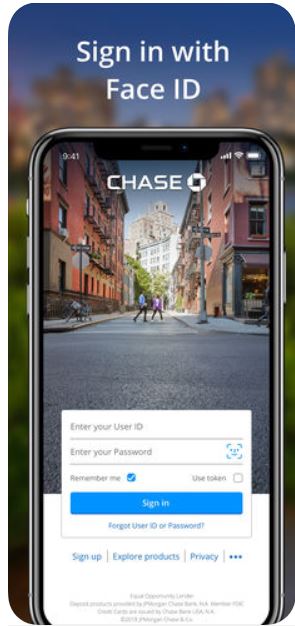 Sign in with
Face ID
9:41
CHASE
Enter your User ID
Enter your Password
Remember me Use token
Sign in
Forgot User ID or Password?
Sign up | Explore products | Privacy | •••
Equal Opportunity Lender
Deposit products provided by JPMorgan Chase Bank, N.A. Member FDIC
Credit Cards are issued by Chase Bank USA, N.A.
©2018 JPMorgan Chase & Co.